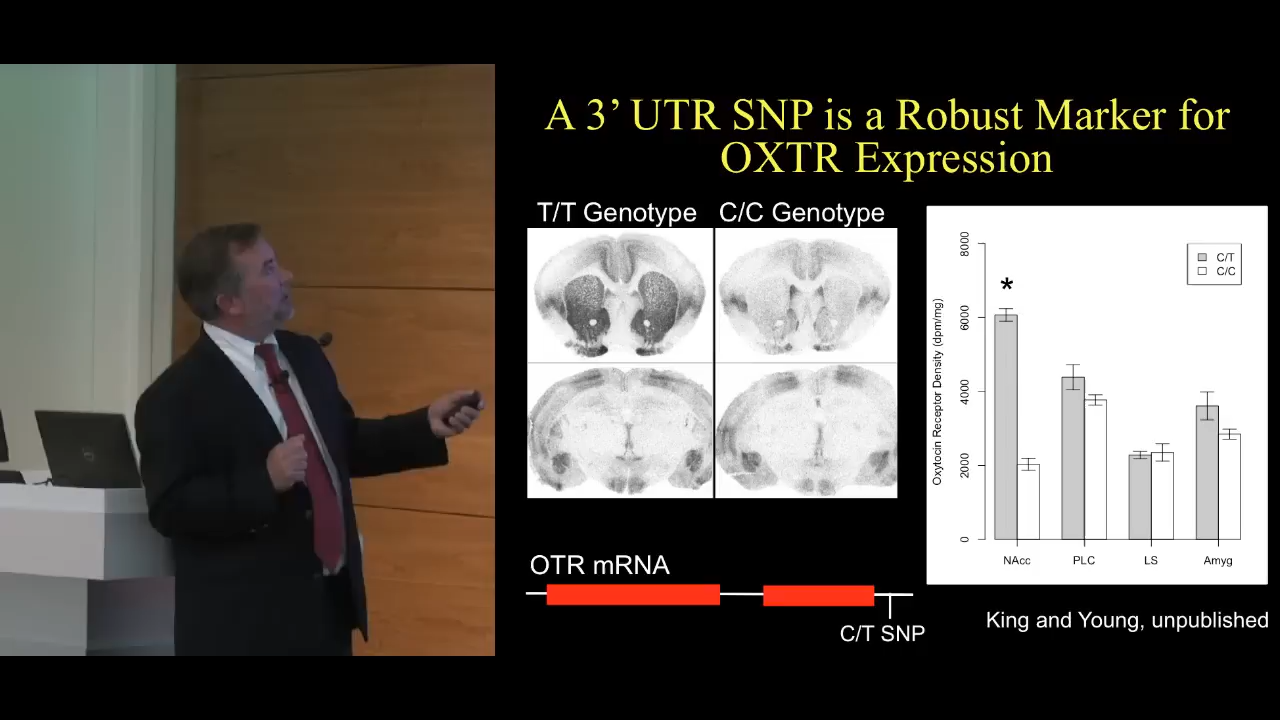 A 3’ UTR SNP is a Robust Marker for
OXTR Expression
T/T Genotype
C/C Genotype
OTR mRNA
C/T SNP
Oxytocin Receptor Density (dpm/mg)
8000
6000
4000
2000
0
*
C/T
C/C
NAcc
PLC
LS
Amyg
King and Young, unpublished